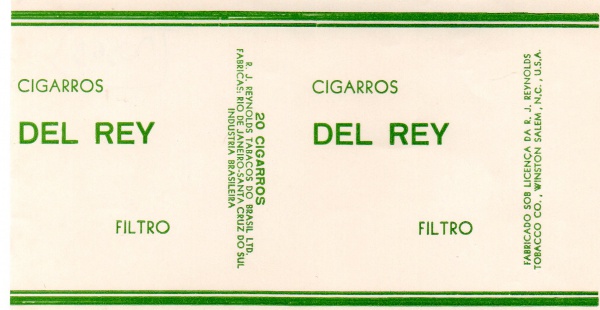 CIGARROS
DEL REY
FILTRO
20 CIGARROS
R. J. REYNOLDS TABACOS DO BRASIL LTD.
FABRICAS: RIO DE JANEIRO-SANTA CRUZ DO SUL
INDUSTRIA BRASILEIRA
CIGARROS
DEL REY
FILTRO
FABRICADO SOB LICENÇA DA R. J. REYNOLDS
TOBACCO CO., WINSTON SALEM, N.C., U.S.A.